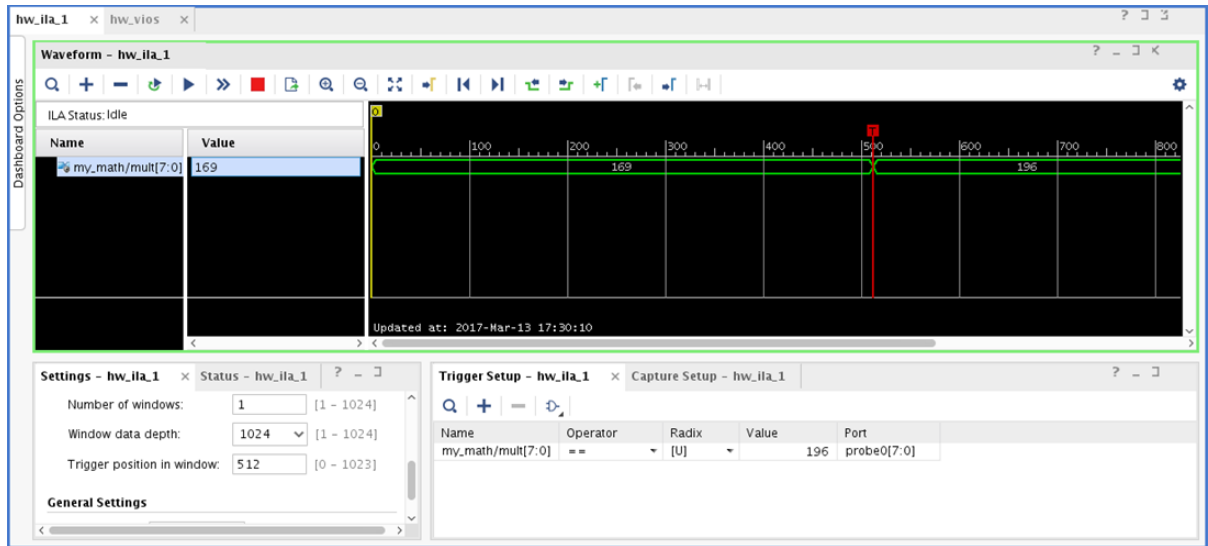 hw_ila_1 × hw_vios ×
Dashboard Options
Waveform - hw_ila_1
ILA Status: Idle
Name Value
my_math/mult[7:0] 169
0
T
0 100 200 300 400 500 600 700 800
169 196
Updated at: 2017-Mar-13 17:30:10
Settings - hw_ila_1 × Status - hw_ila_1
Number of windows: 1 [1 - 1024]
Window data depth: 1024 [1 - 1024]
Trigger position in window: 512 [0 - 1023]
General Settings
Trigger Setup - hw_ila_1 × Capture Setup - hw_ila_1
Name Operator Radix Value Port
my_math/mult[7:0] == [U] 196 probe0[7:0]